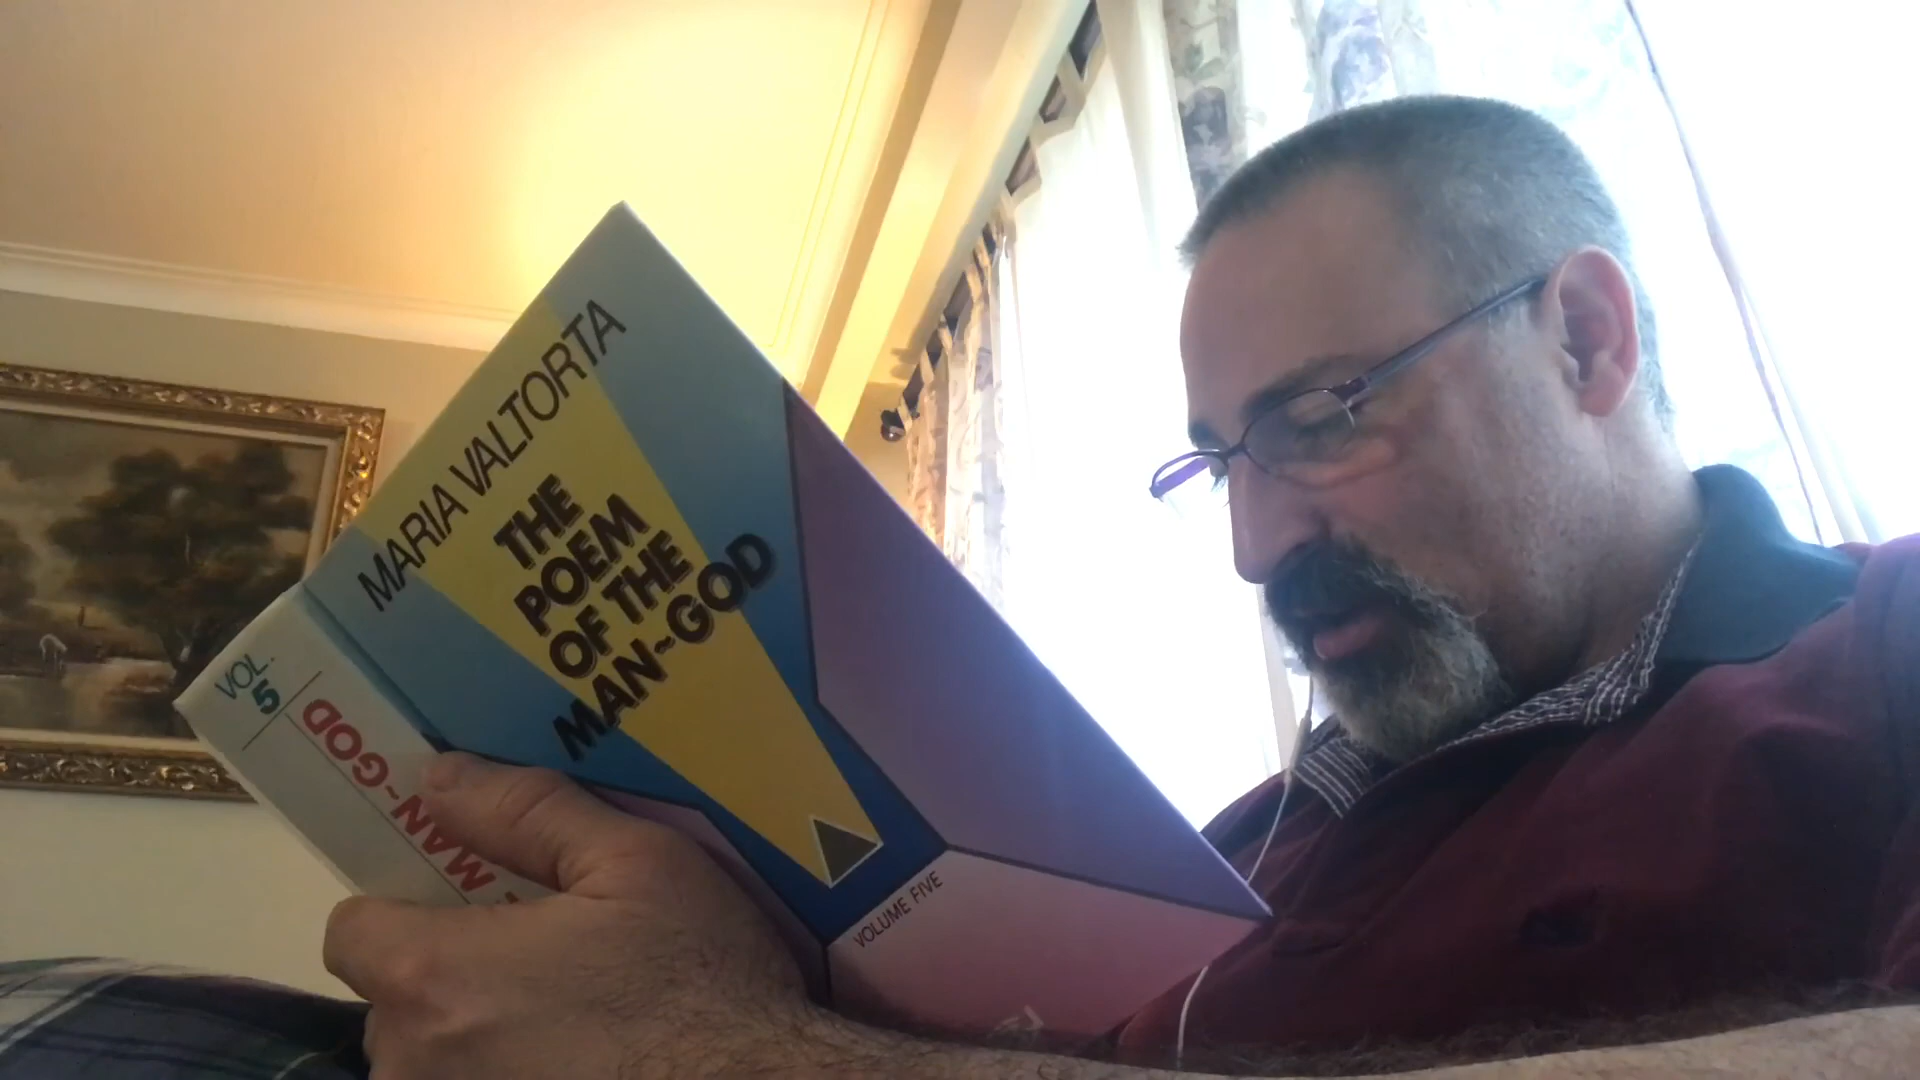 MARIA VALTORTA
THE
POEM
OF THE
MAN~GOD
VOLUME FIVE
VOL.
5
MAN~GOD